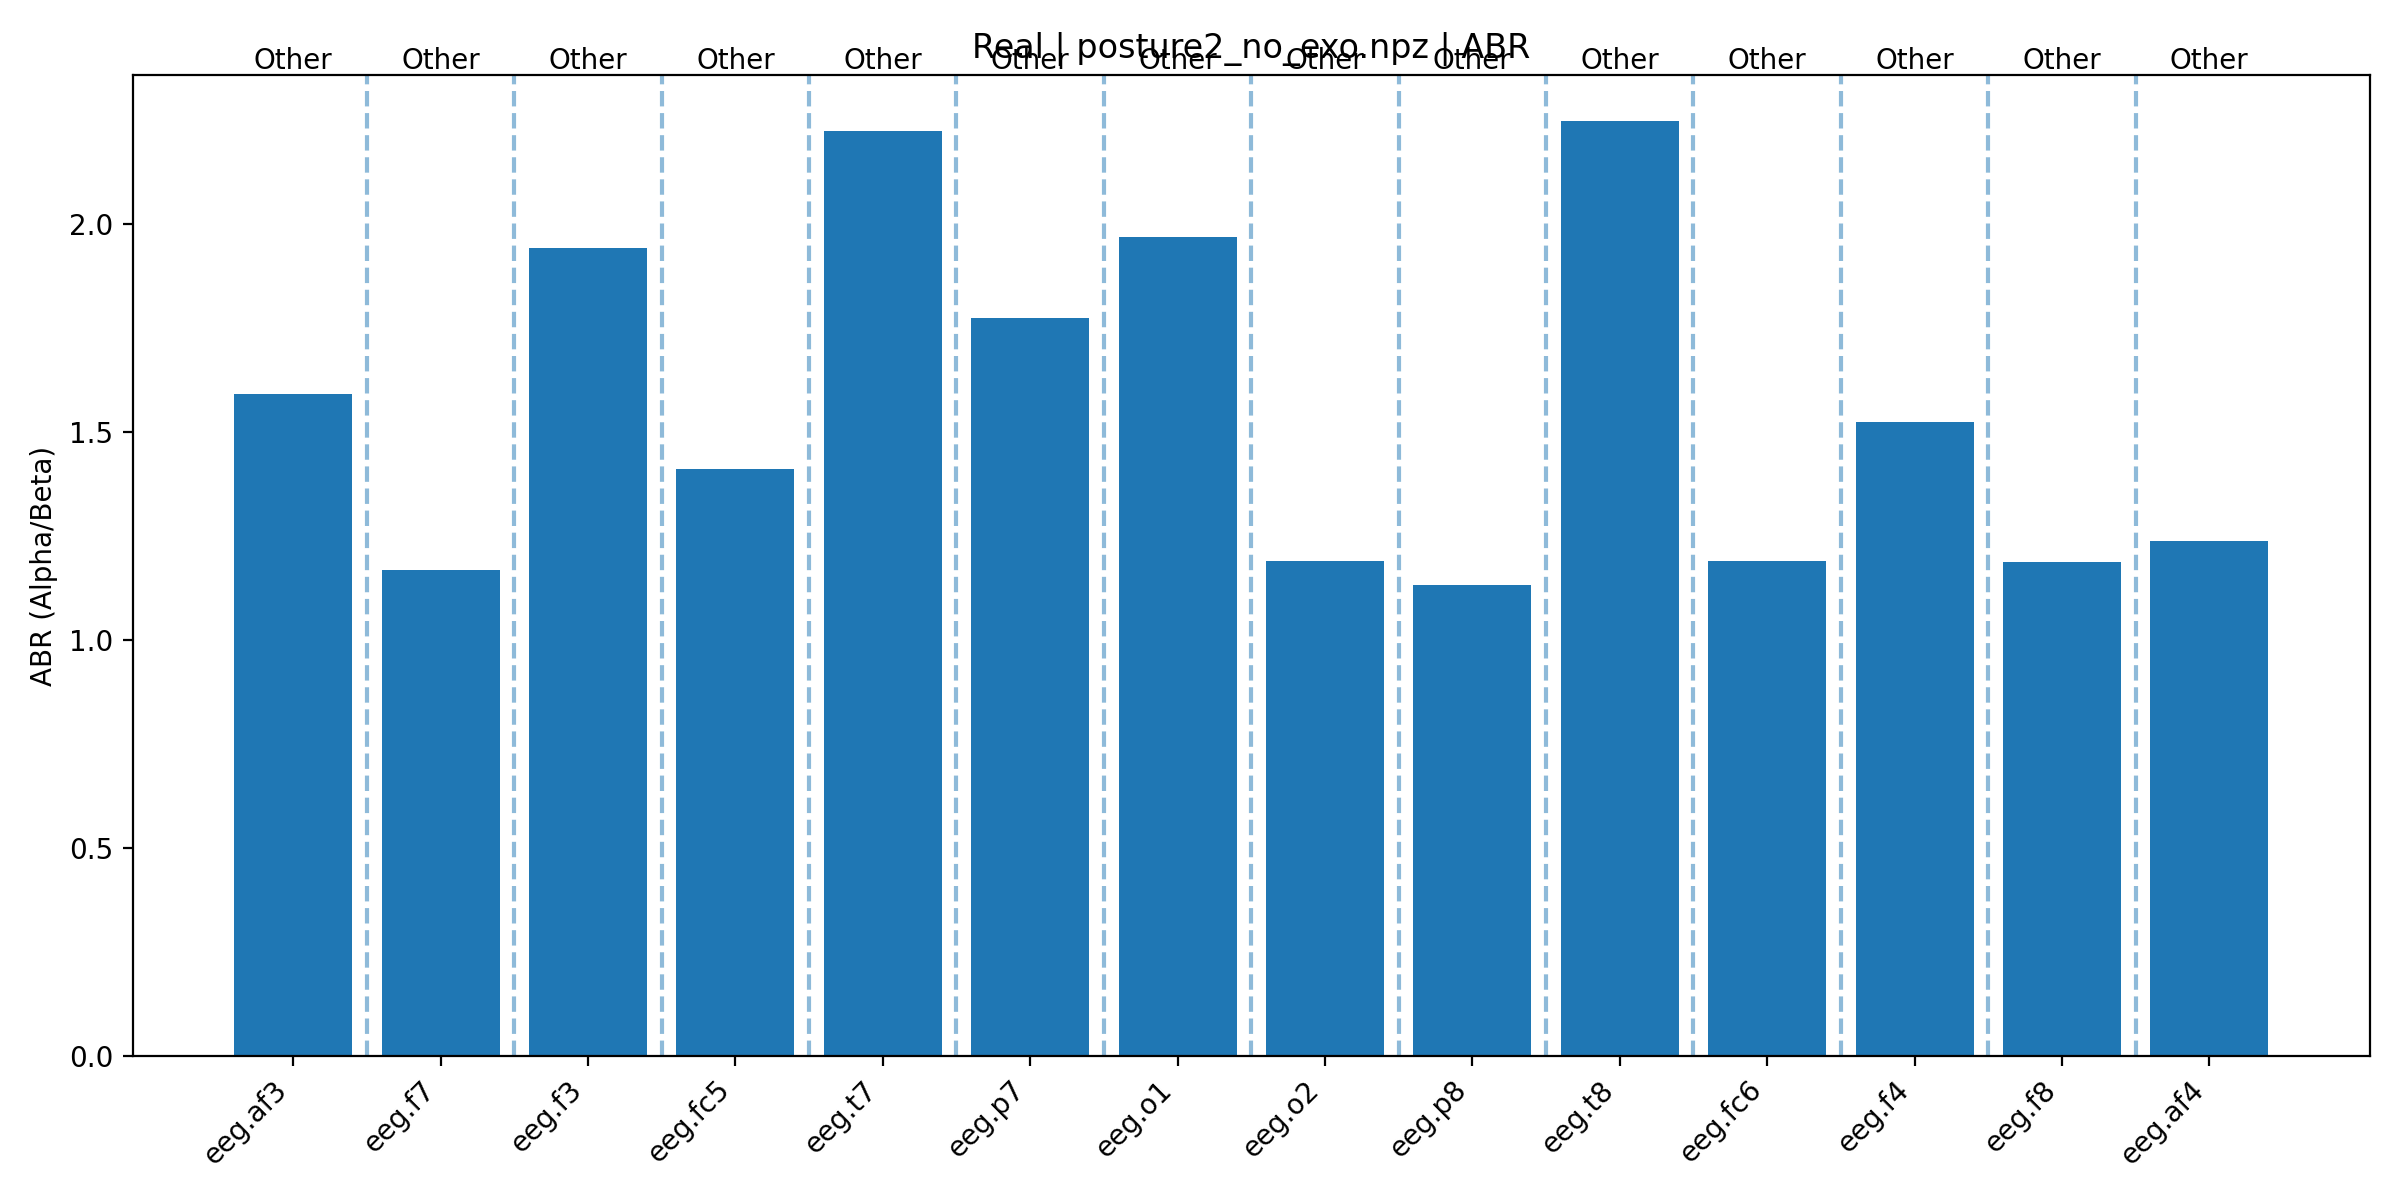 Real | posture2_no_exo.npz | ABR
Other Other Other Other Other Other Other Other Other Other Other Other Other Other
ABR (Alpha/Beta)
2.0
1.5
1.0
0.5
0.0
eeg.af3 eeg.f7 eeg.f3 eeg.fc5 eeg.t7 eeg.p7 eeg.o1 eeg.o2 eeg.p8 eeg.t8 eeg.fc6 eeg.f4 eeg.f8 eeg.af4